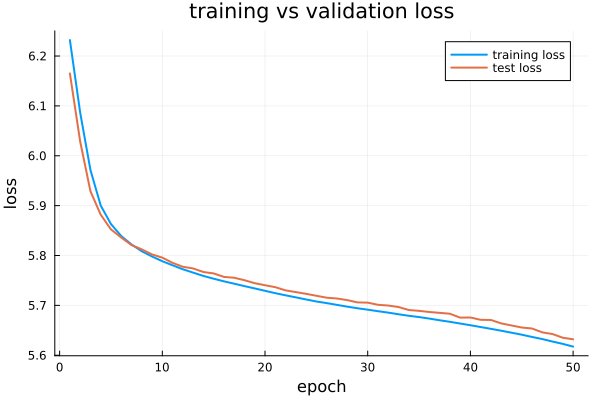 training vs validation loss
training loss
test loss
loss
6.2
6.1
6.0
5.9
5.8
5.7
5.6
0 10 20 30 40 50
epoch